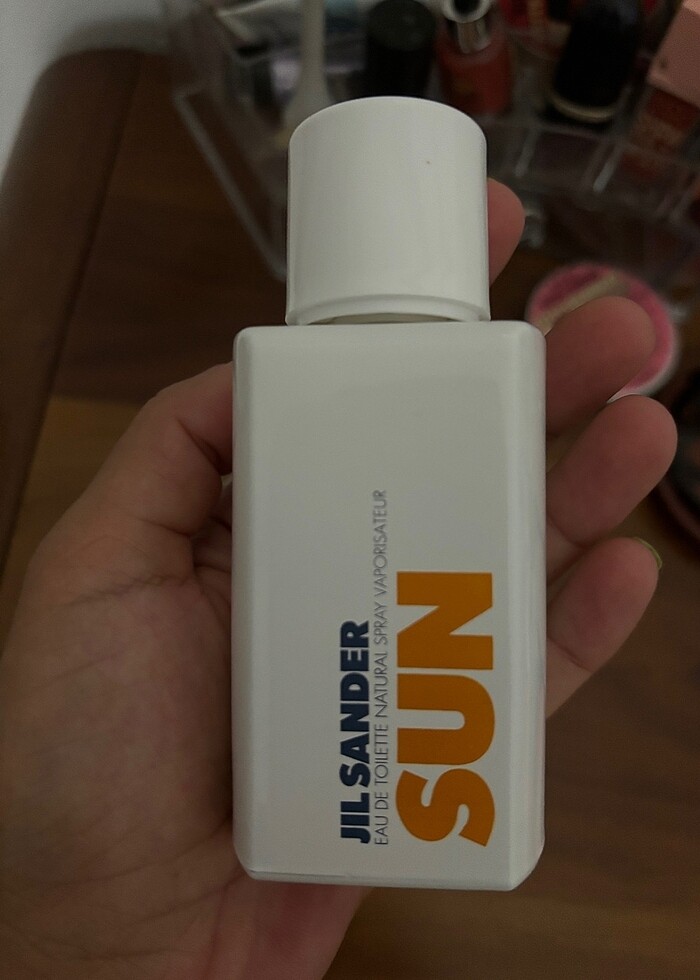 JIL SANDER
EAU DE TOILETTE NATURAL SPRAY VAPORISATEUR
SUN